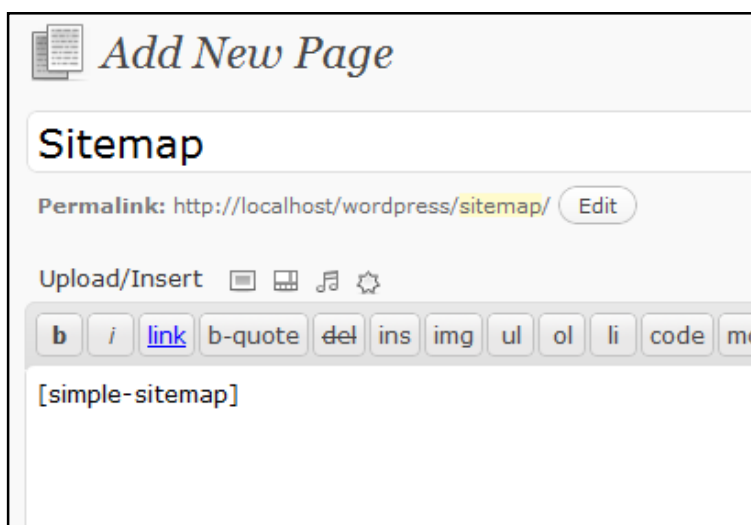 Add New Page
Sitemap
Permalink: http://localhost/wordpress/sitemap/ Edit
Upload/Insert
b i link b-quote del ins img ul ol li code
[simple-sitemap]